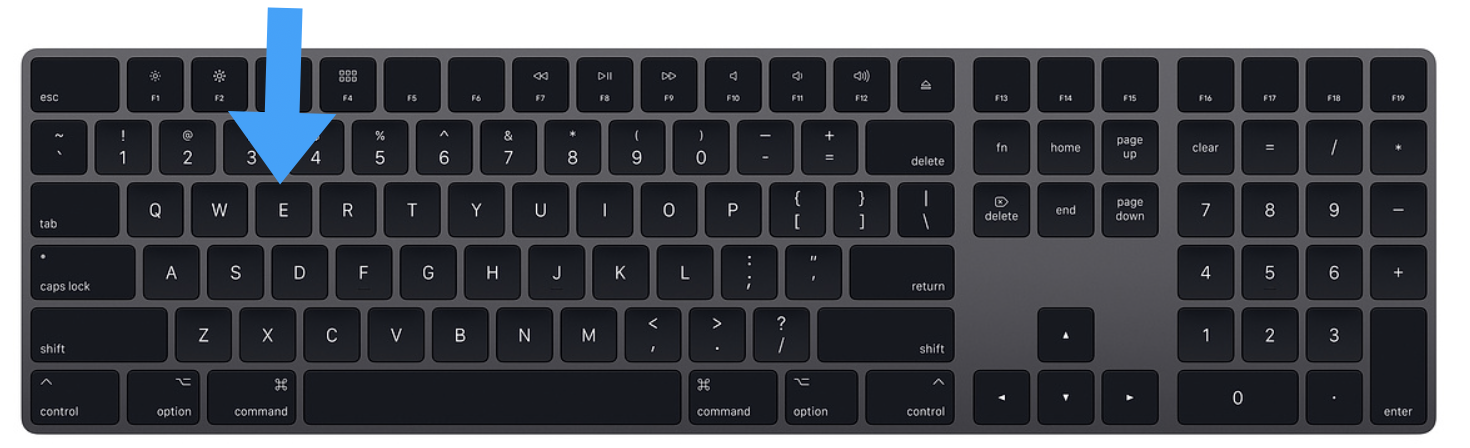 esc F1 F2 F4 F5 F6 F7 F8 F9 F10 F11 F12 F13 F14 F15 F16 F17 F18 F19
~ ! @ % ^ & * ( ) — +
` 1 2 3 4 5 6 7 8 9 0 - = delete fn home page up clear = / *
tab Q W E R T Y U I O P { [ } ] | \ delete end page down 7 8 9 −
caps lock A S D F G H J K L : ; " ' return 4 5 6 +
shift Z X C V B N M < , > . ? / shift ▲ 1 2 3
^ ⌥ ⌘ ⌘ ⌥ ^
control option command command option control ◄ ▼ ► 0 . enter